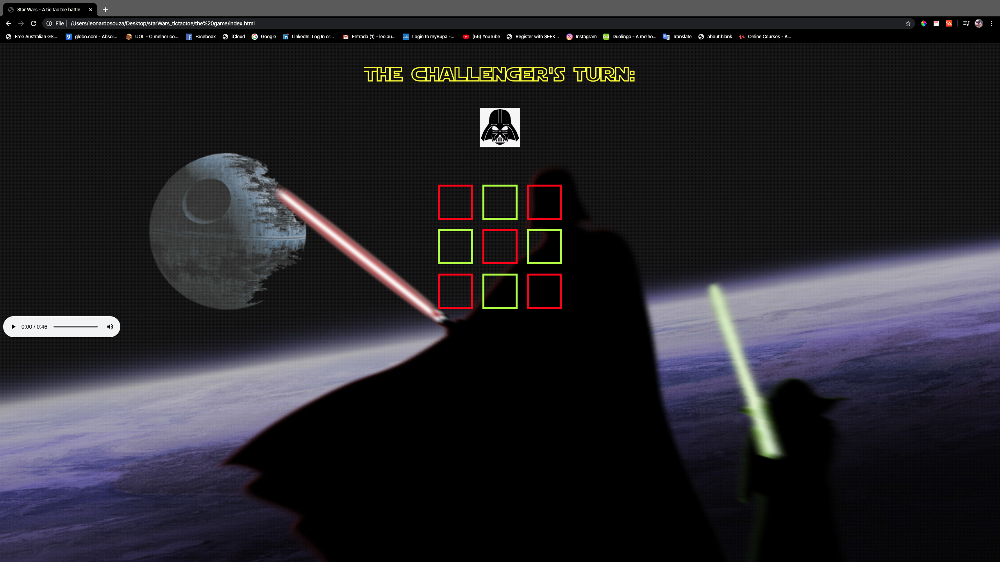 Star Wars - A tic tac toe battle
File /Users/leonardosouza/Desktop/starWars_tictactoe/the%20game/index.html
Free Australian GS... globo.com - Absol... UOL - O melhor co... Facebook iCloud Google LinkedIn: Log In or... Entrada (1) - leo.au... Login to myBupa -... (56) YouTube Register with SEEK... Instagram Duolingo - A melho... Translate about:blank Online Courses - A...
THE CHALLENGER'S TURN:
0:00 / 0:46